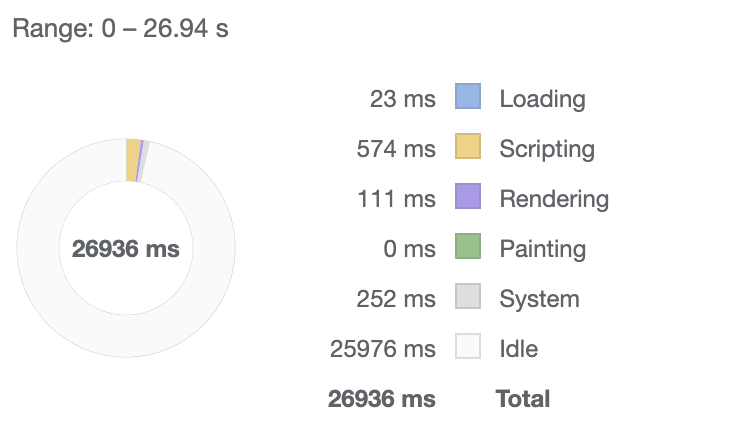 Range: 0 – 26.94 s
23 ms Loading
574 ms Scripting
111 ms Rendering
26936 ms
0 ms Painting
252 ms System
25976 ms Idle
26936 ms Total